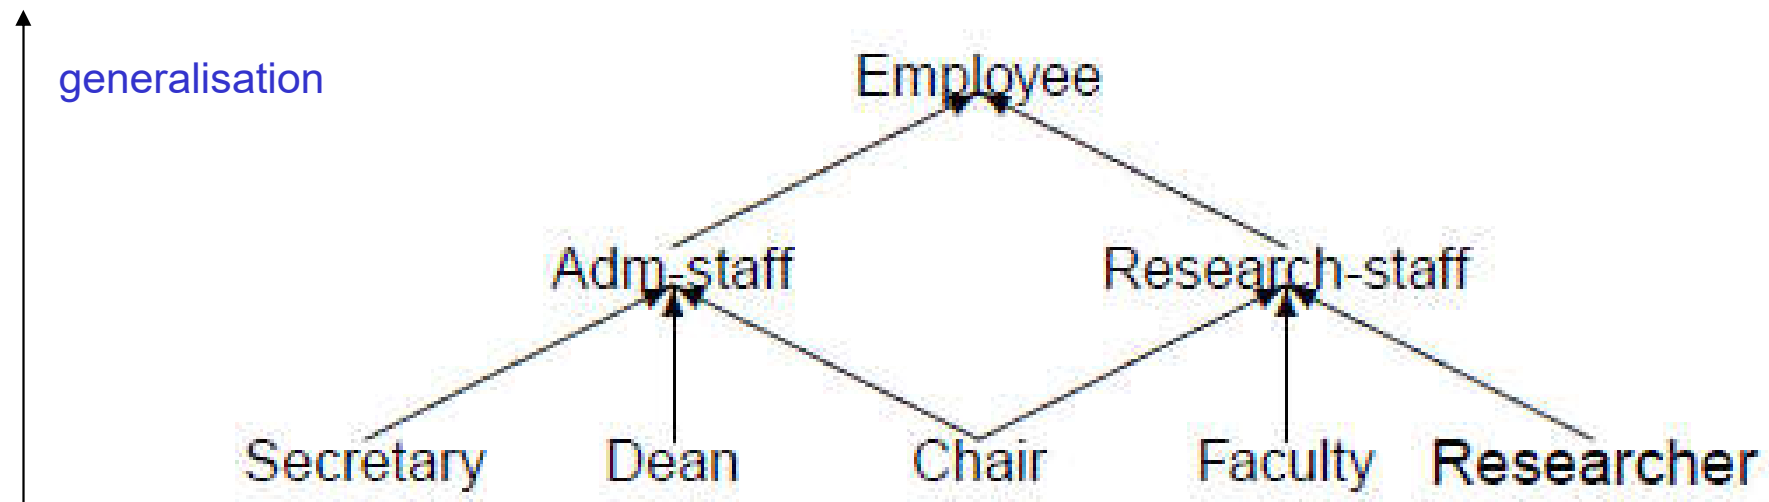 generalisation
Employee
Adm-staff Research-staff
Secretary Dean Chair Faculty Researcher